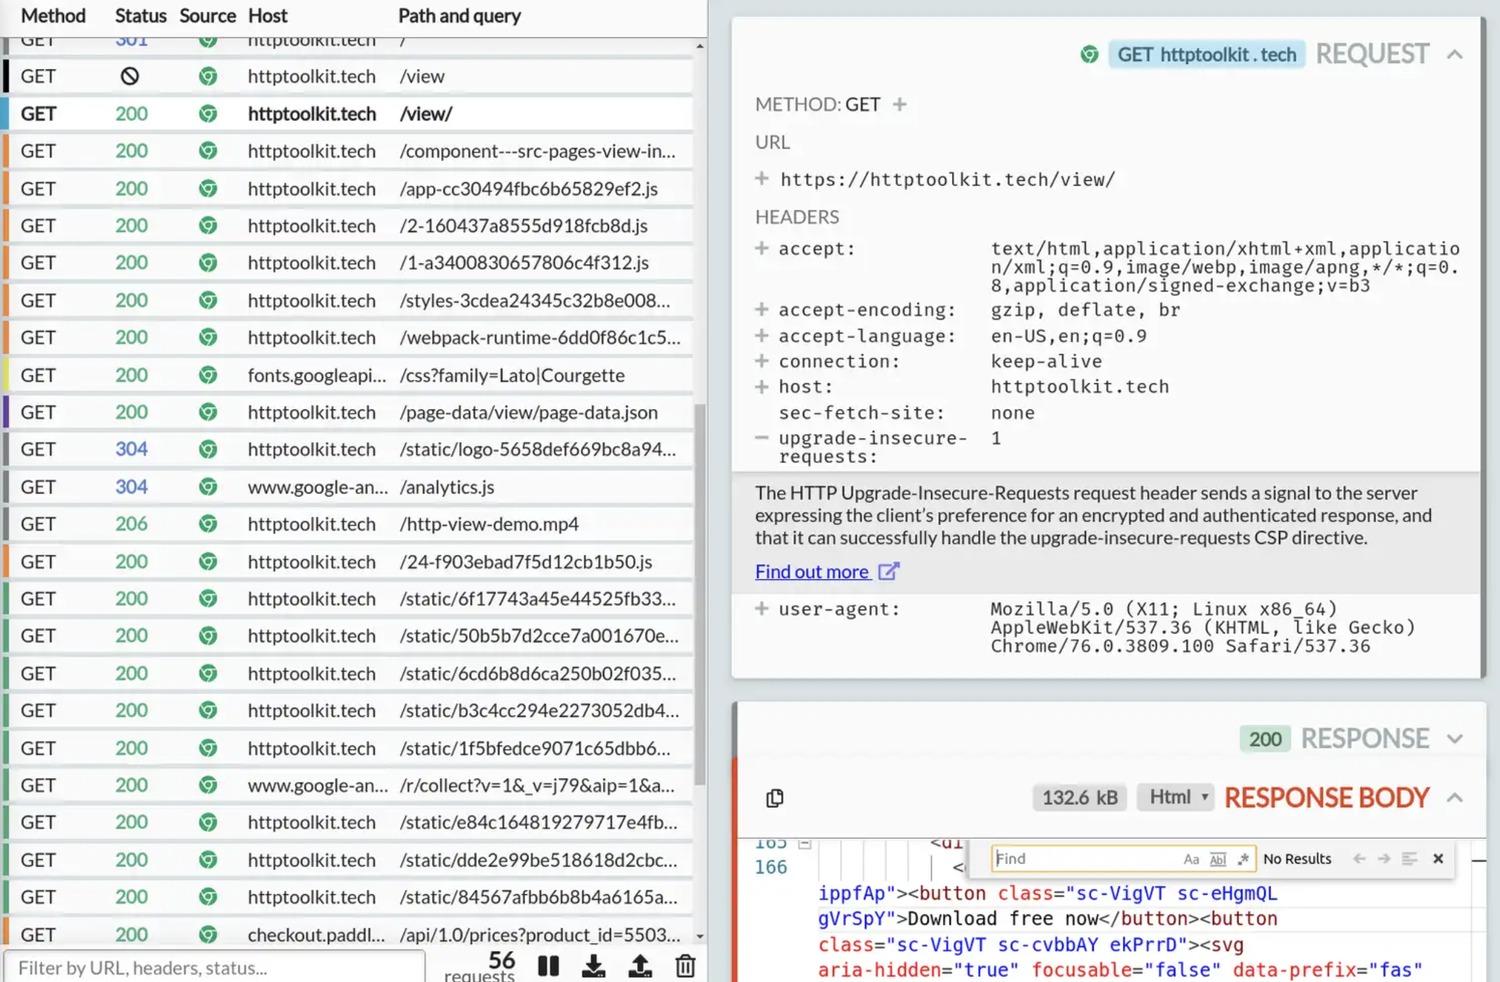 Method Status Source Host Path and query
GET 301 httptoolkit.tech /
GET httptoolkit.tech /view
GET 200 httptoolkit.tech /view/
GET 200 httptoolkit.tech /component---src-pages-view-in...
GET 200 httptoolkit.tech /app-cc30494fbc6b65829ef2.js
GET 200 httptoolkit.tech /2-160437a8555d918fcb8d.js
GET 200 httptoolkit.tech /1-a3400830657806c4f312.js
GET 200 httptoolkit.tech /styles-3cdea24345c32b8e008...
GET 200 httptoolkit.tech /webpack-runtime-6dd0f86c1c5...
GET 200 fonts.googleapi... /css?family=Lato|Courgette
GET 200 httptoolkit.tech /page-data/view/page-data.json
GET 304 httptoolkit.tech /static/logo-5658def669bc8a94...
GET 304 www.google-an... /analytics.js
GET 206 httptoolkit.tech /http-view-demo.mp4
GET 200 httptoolkit.tech /24-f903ebad7f5d12cb1b50.js
GET 200 httptoolkit.tech /static/6f17743a45e44525fb33...
GET 200 httptoolkit.tech /static/50b5b7d2cce7a001670e...
GET 200 httptoolkit.tech /static/6cd6b8d6ca250b02f035...
GET 200 httptoolkit.tech /static/b3c4cc294e2273052db4...
GET 200 httptoolkit.tech /static/1f5bfedce9071c65dbb6...
GET 200 www.google-an... /r/collect?v=1&_v=j79&aip=1&a...
GET 200 httptoolkit.tech /static/e84c164819279717e4fb...
GET 200 httptoolkit.tech /static/dde2e99be518618d2cbc...
GET 200 httptoolkit.tech /static/84567afbb6b8b4a6165a...
GET 200 checkout.paddl... /api/1.0/prices?product_id=5503...
Filter by URL, headers, status...
56
requests
GET httptoolkit.tech REQUEST
METHOD: GET +
URL
+ https://httptoolkit.tech/view/
HEADERS
+ accept: text/html,application/xhtml+xml,applicatio
n/xml;q=0.9,image/webp,image/apng,*/*;q=0.
8,application/signed-exchange;v=b3
+ accept-encoding: gzip, deflate, br
+ accept-language: en-US,en;q=0.9
+ connection: keep-alive
+ host: httptoolkit.tech
sec-fetch-site: none
− upgrade-insecure- 1
requests:
The HTTP Upgrade-Insecure-Requests request header sends a signal to the server
expressing the client’s preference for an encrypted and authenticated response, and
that it can successfully handle the upgrade-insecure-requests CSP directive.
Find out more
+ user-agent: Mozilla/5.0 (X11; Linux x86_64)
AppleWebKit/537.36 (KHTML, like Gecko)
Chrome/76.0.3809.100 Safari/537.36
200 RESPONSE
132.6 kB Html RESPONSE BODY
165 <di
Find Aa Abl .* No Results
166 <
ippfAp"><button class="sc-VigVT sc-eHgmQL
gVrSpY">Download free now</button><button
class="sc-VigVT sc-cvbbAY ekPrrD"><svg
aria-hidden="true" focusable="false" data-prefix="fas"